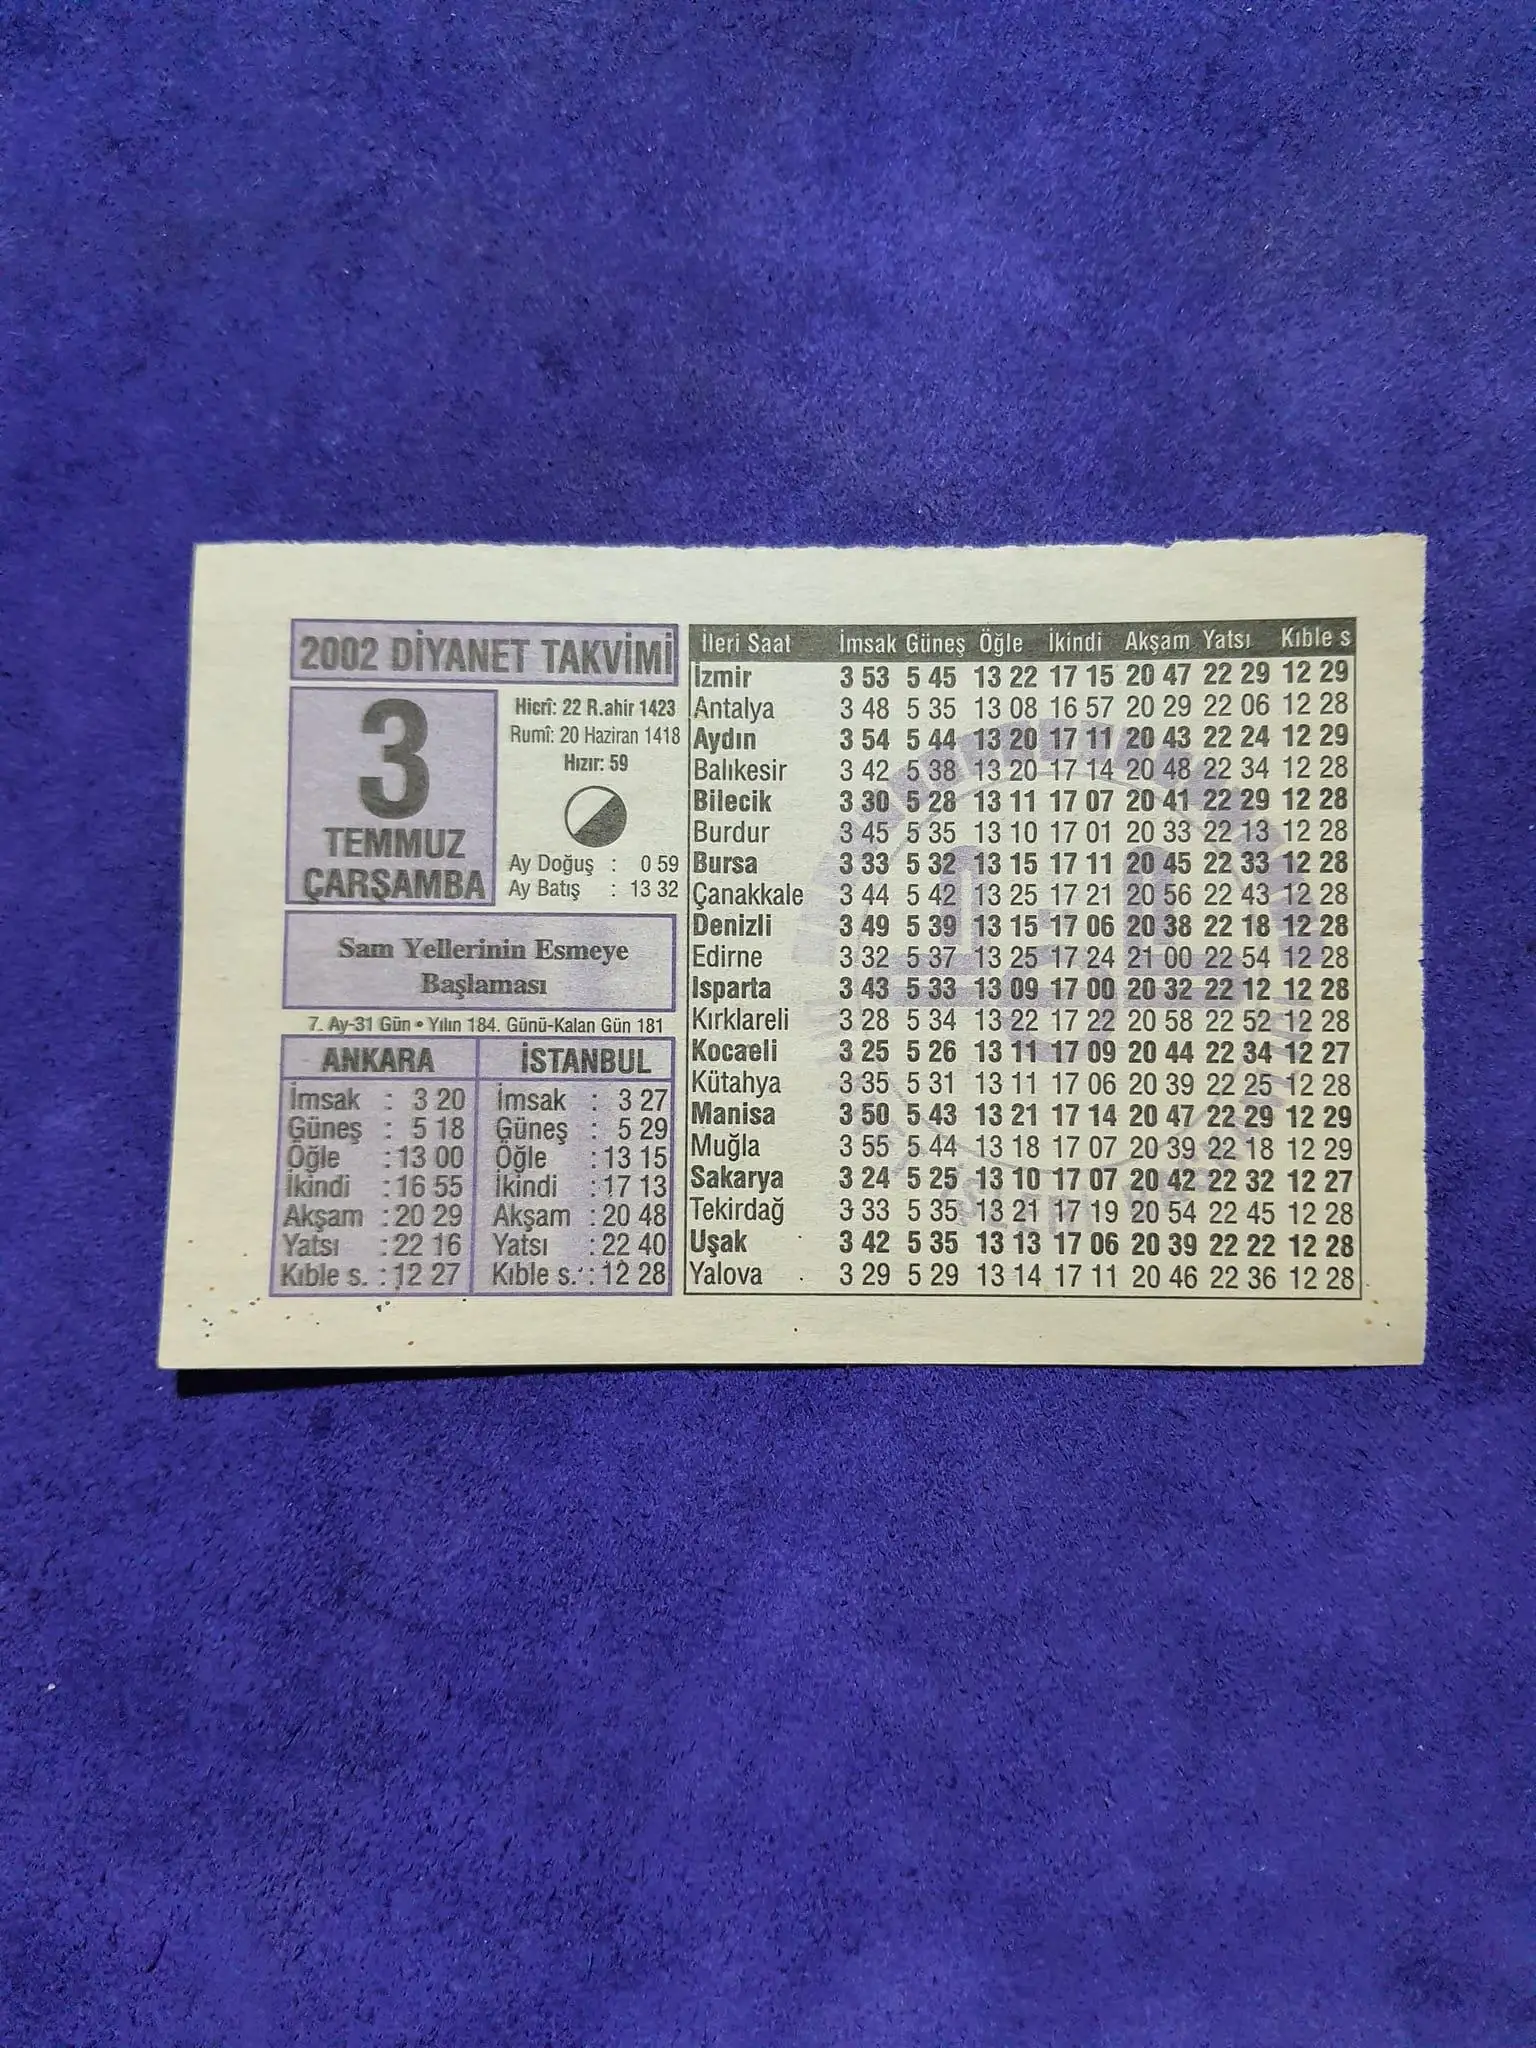 2002 DİYANET TAKVİMİ
3
TEMMUZ
ÇARŞAMBA
Hicrî: 22 R.ahir 1423
Rumî: 20 Haziran 1418
Hızır: 59
Ay Doğuş : 0 59
Ay Batış : 13 32
Sam Yellerinin Esmeye
Başlaması
7. Ay-31 Gün • Yılın 184. Günü-Kalan Gün 181
ANKARA
İmsak : 3 20
Güneş : 5 18
Öğle : 13 00
İkindi : 16 55
Akşam : 20 29
Yatsı : 22 16
Kıble s. : 12 27
İSTANBUL
İmsak : 3 27
Güneş : 5 29
Öğle : 13 15
İkindi : 17 13
Akşam : 20 48
Yatsı : 22 40
Kıble s. : 12 28
İleri Saat İmsak Güneş Öğle İkindi Akşam Yatsı Kıble s
İzmir 3 53 5 45 13 22 17 15 20 47 22 29 12 29
Antalya 3 48 5 35 13 08 16 57 20 29 22 06 12 28
Aydın 3 54 5 44 13 20 17 11 20 43 22 24 12 29
Balıkesir 3 42 5 38 13 20 17 14 20 48 22 34 12 28
Bilecik 3 30 5 28 13 11 17 07 20 41 22 29 12 28
Burdur 3 45 5 35 13 10 17 01 20 33 22 13 12 28
Bursa 3 33 5 32 13 15 17 11 20 45 22 33 12 28
Çanakkale 3 44 5 42 13 25 17 21 20 56 22 43 12 28
Denizli 3 49 5 39 13 15 17 06 20 38 22 18 12 28
Edirne 3 32 5 37 13 25 17 24 21 00 22 54 12 28
Isparta 3 43 5 33 13 09 17 00 20 32 22 12 12 28
Kırklareli 3 28 5 34 13 22 17 22 20 58 22 52 12 28
Kocaeli 3 25 5 26 13 11 17 09 20 44 22 34 12 27
Kütahya 3 35 5 31 13 11 17 06 20 39 22 25 12 28
Manisa 3 50 5 43 13 21 17 14 20 47 22 29 12 29
Muğla 3 55 5 44 13 18 17 07 20 39 22 18 12 29
Sakarya 3 24 5 25 13 10 17 07 20 42 22 32 12 27
Tekirdağ 3 33 5 35 13 21 17 19 20 54 22 45 12 28
Uşak 3 42 5 35 13 13 17 06 20 39 22 22 12 28
Yalova 3 29 5 29 13 14 17 11 20 46 22 36 12 28